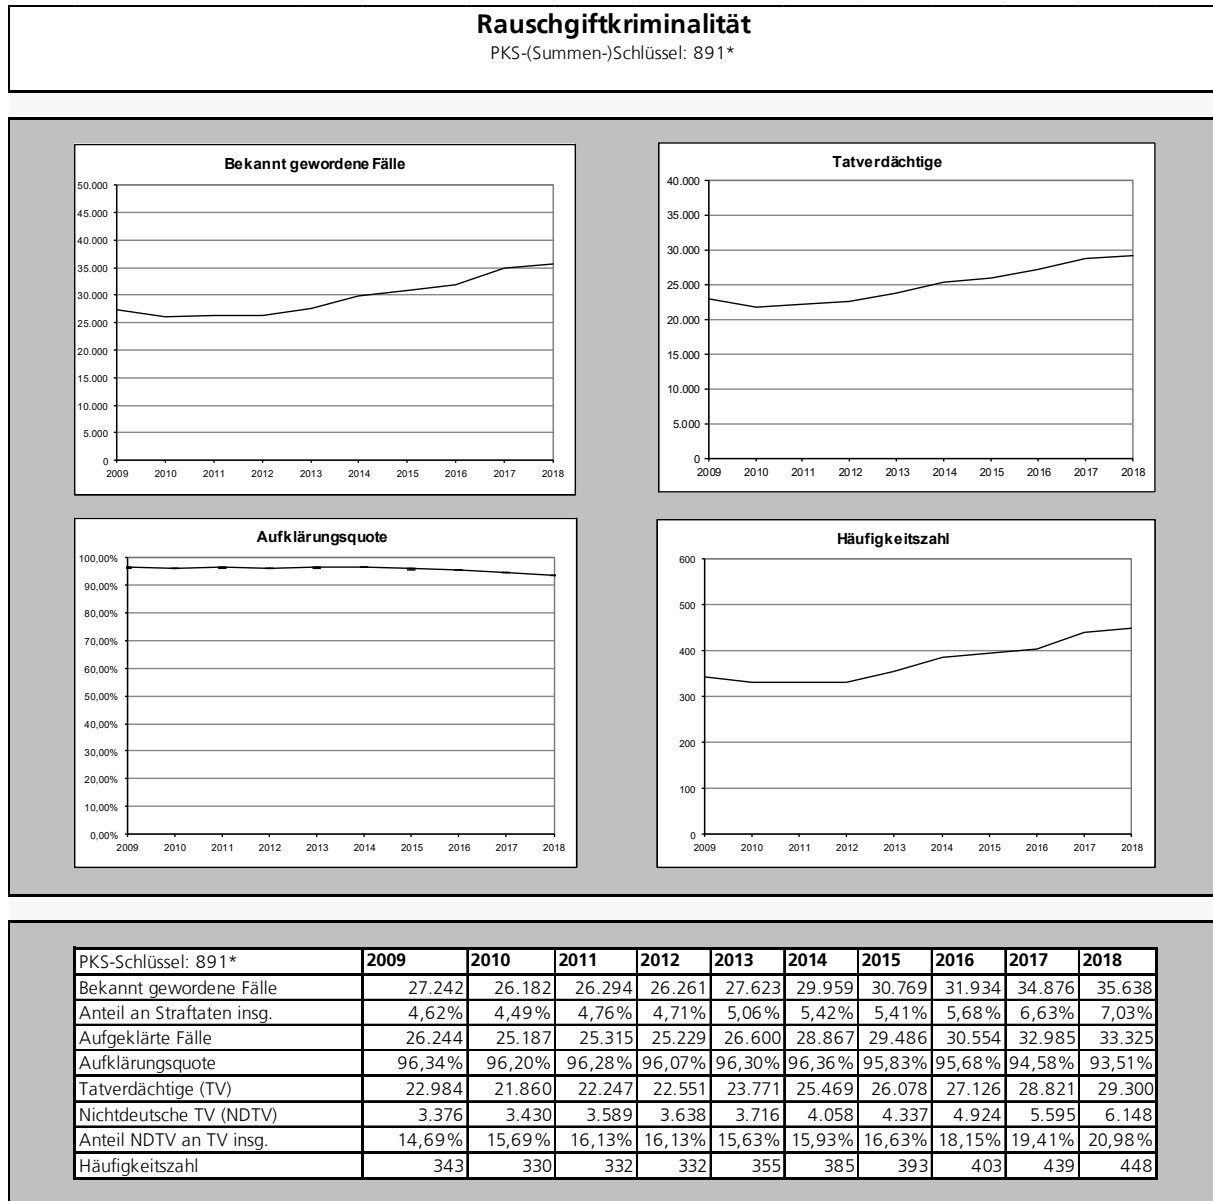 Rauschgiftkriminalität
PKS-(Summen-)Schlüssel: 891*
Bekannt gewordene Fälle
50.000
45.000
40.000
35.000
30.000
25.000
20.000
15.000
10.000
5.000
0
2009 2010 2011 2012 2013 2014 2015 2016 2017 2018
Tatverdächtige
40.000
35.000
30.000
25.000
20.000
15.000
10.000
5.000
0
2009 2010 2011 2012 2013 2014 2015 2016 2017 2018
Aufklärungsquote
100,00%
90,00%
80,00%
70,00%
60,00%
50,00%
40,00%
30,00%
20,00%
10,00%
0,00%
2009 2010 2011 2012 2013 2014 2015 2016 2017 2018
Häufigkeitszahl
600
500
400
300
200
100
0
2009 2010 2011 2012 2013 2014 2015 2016 2017 2018
PKS-Schlüssel: 891* 2009 2010 2011 2012 2013 2014 2015 2016 2017 2018
Bekannt gewordene Fälle 27.242 26.182 26.294 26.261 27.623 29.959 30.769 31.934 34.876 35.638
Anteil an Straftaten insg. 4,62% 4,49% 4,76% 4,71% 5,06% 5,42% 5,41% 5,68% 6,63% 7,03%
Aufgeklärte Fälle 26.244 25.187 25.315 25.229 26.600 28.867 29.486 30.554 32.985 33.325
Aufklärungsquote 96,34% 96,20% 96,28% 96,07% 96,30% 96,36% 95,83% 95,68% 94,58% 93,51%
Tatverdächtige (TV) 22.984 21.860 22.247 22.551 23.771 25.469 26.078 27.126 28.821 29.300
Nichtdeutsche TV (NDTV) 3.376 3.430 3.589 3.638 3.716 4.058 4.337 4.924 5.595 6.148
Anteil NDTV an TV insg. 14,69% 15,69% 16,13% 16,13% 15,63% 15,93% 16,63% 18,15% 19,41% 20,98%
Häufigkeitszahl 343 330 332 332 355 385 393 403 439 448